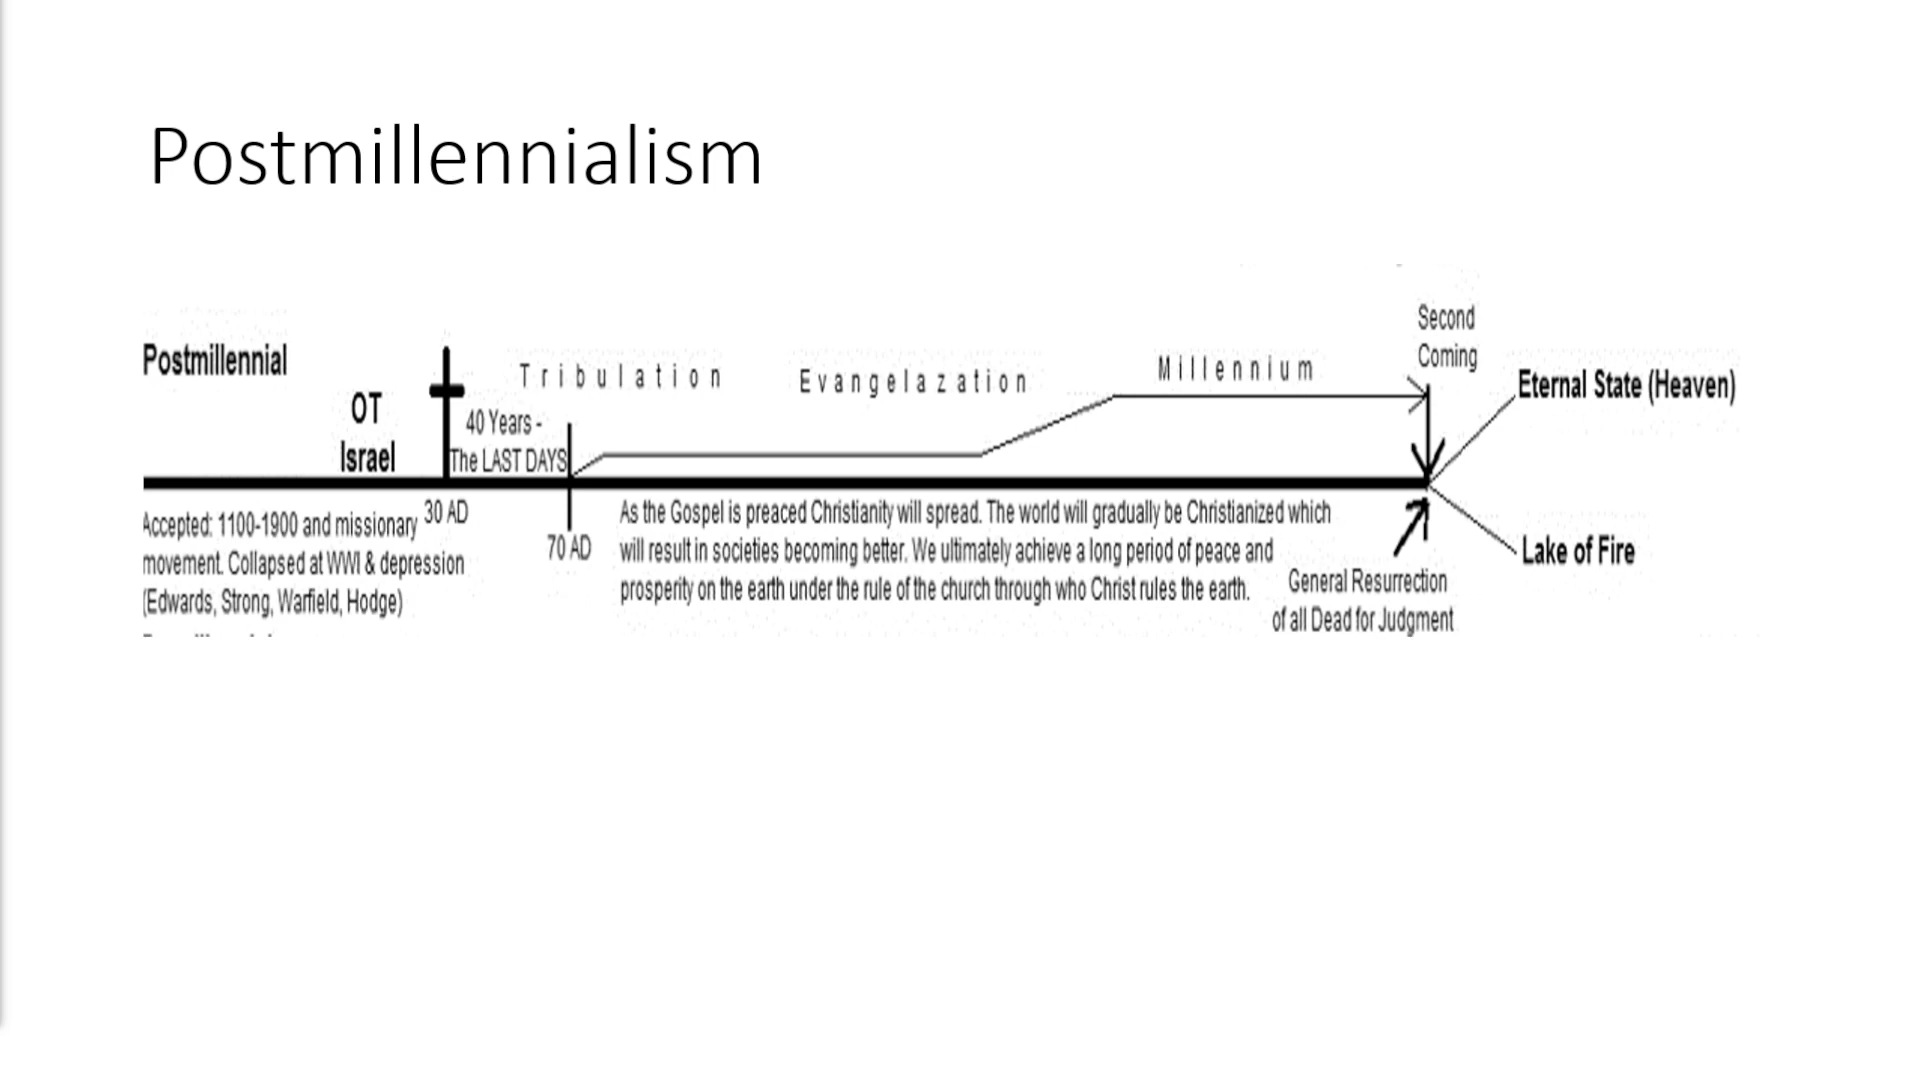 Postmillennialism
Postmillennial
OT
Israel
Tribulation
40 Years -
The LAST DAYS
Evangelazation
Millennium
Second
Coming
Eternal State (Heaven)
Lake of Fire
30 AD
70 AD
Accepted: 1100-1900 and missionary
movement. Collapsed at WWI & depression
(Edwards, Strong, Warfield, Hodge)
As the Gospel is preaced Christianity will spread. The world will gradually be Christianized which
will result in societies becoming better. We ultimately achieve a long period of peace and
prosperity on the earth under the rule of the church through who Christ rules the earth.
General Resurrection
of all Dead for Judgment